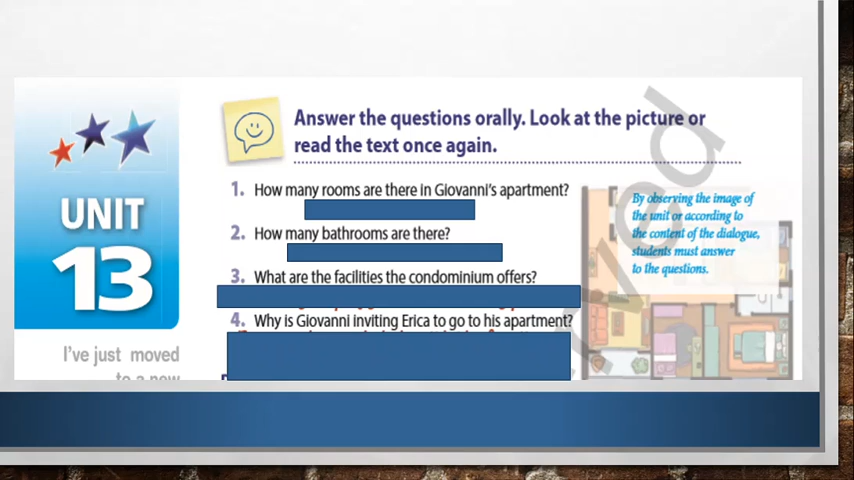 Answer the questions orally. Look at the picture or
read the text once again.
1. How many rooms are there in Giovanni's apartment?
2. How many bathrooms are there?
3. What are the facilities the condominium offers?
4. Why is Giovanni inviting Erica to go to his apartment?
By observing the image of
the unit or according to
the content of the dialogue,
students must answer
to the questions.
UNIT
13
I've just moved
to a new